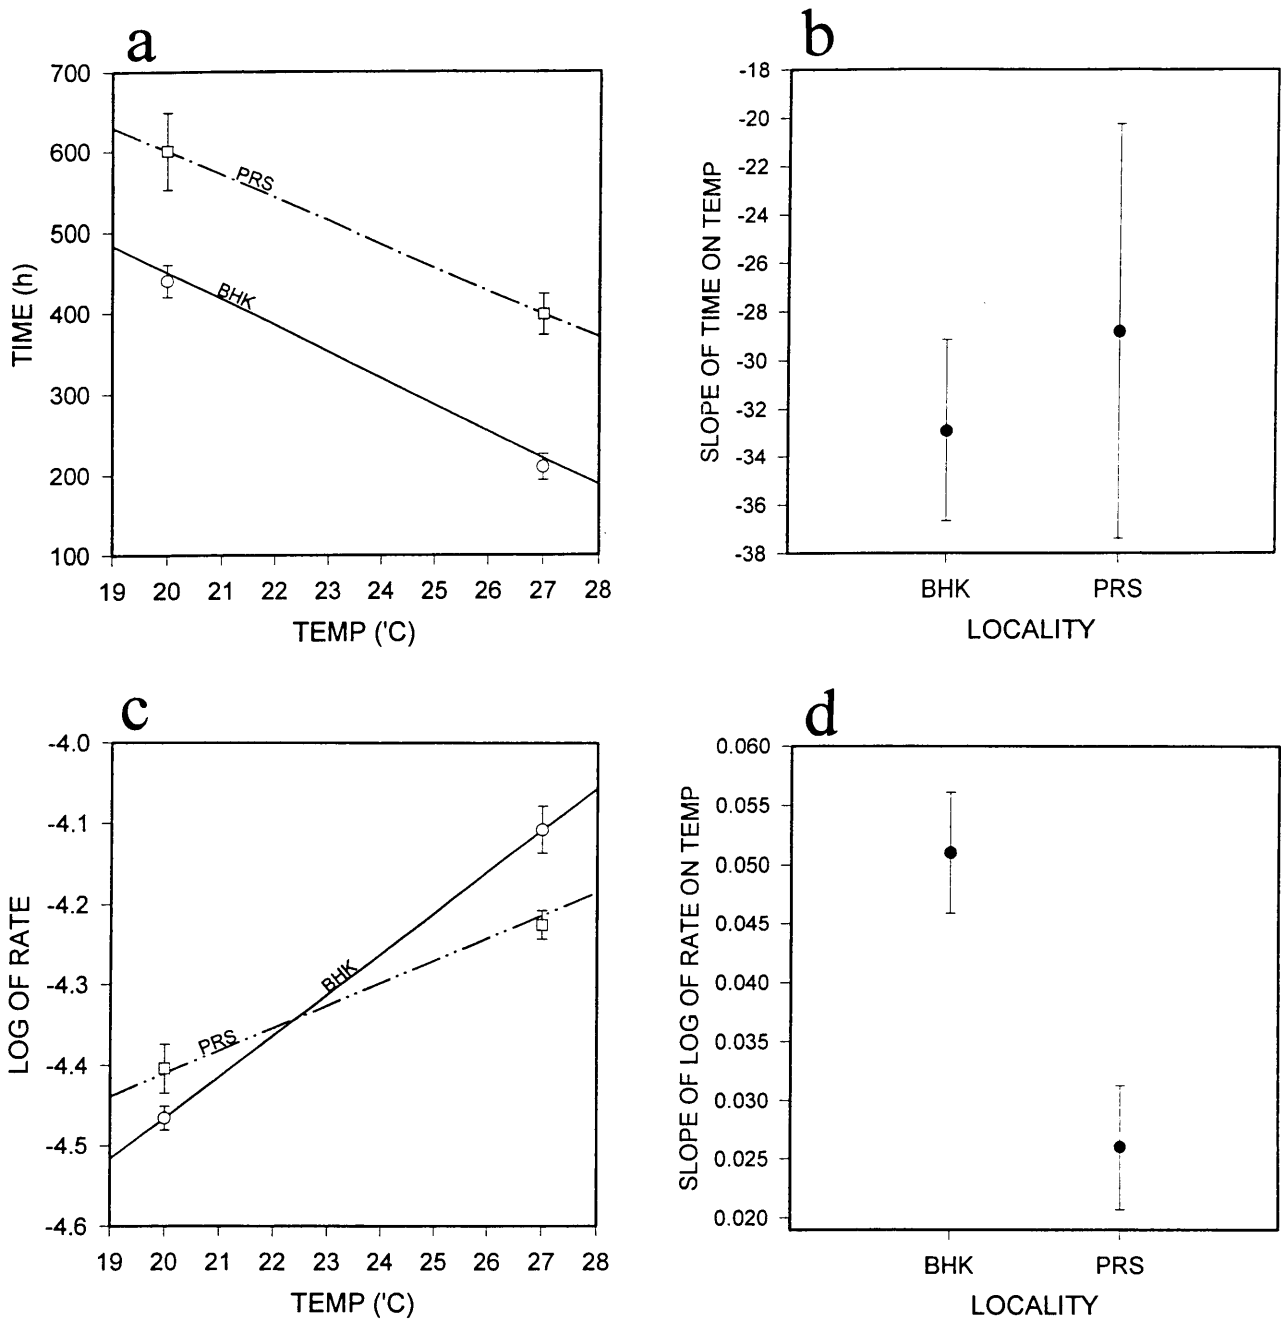 a
700
600
500
400
300
200
100
TIME (h)
PRS
BHK
19 20 21 22 23 24 25 26 27 28
TEMP ('C)
b
-18
-20
-22
-24
-26
-28
-30
-32
-34
-36
-38
SLOPE OF TIME ON TEMP
BHK PRS
LOCALITY
c
-4.0
-4.1
-4.2
-4.3
-4.4
-4.5
-4.6
LOG OF RATE
BHK
PRS
19 20 21 22 23 24 25 26 27 28
TEMP ('C)
d
0.060
0.055
0.050
0.045
0.040
0.035
0.030
0.025
0.020
SLOPE OF LOG OF RATE ON TEMP
BHK PRS
LOCALITY